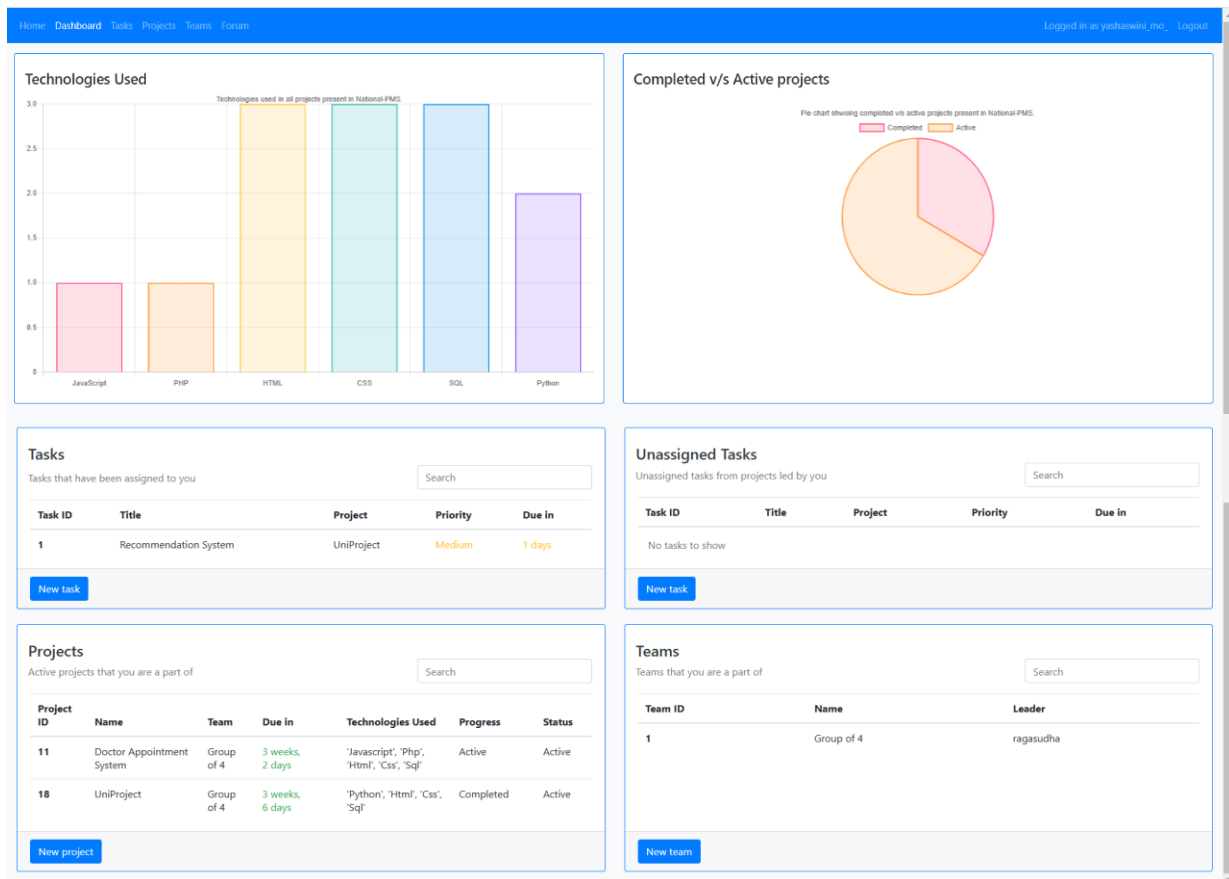 Home Dashboard Tasks Projects Teams Forum Logged in as yashaswini_mo_ Logout
Technologies Used
Technologies used in all projects present in National-PMS.
3.0
2.5
2.0
1.5
1.0
0.5
0
JavaScript PHP HTML CSS SQL Python
Completed v/s Active projects
Pie chart shwoing completed v/s active projects present in National-PMS.
Completed Active
Tasks
Tasks that have been assigned to you Search
Task ID Title Project Priority Due in
1 Recommendation System UniProject Medium 1 days
New task
Unassigned Tasks
Unassigned tasks from projects led by you Search
Task ID Title Project Priority Due in
No tasks to show
New task
Projects
Active projects that you are a part of Search
Project
ID Name Team Due in Technologies Used Progress Status
11 Doctor Appointment Group 3 weeks, 'Javascript', 'Php', Active Active
System of 4 2 days 'Html', 'Css', 'Sql'
18 UniProject Group 3 weeks, 'Python', 'Html', 'Css', Completed Active
of 4 6 days 'Sql'
New project
Teams
Teams that you are a part of Search
Team ID Name Leader
1 Group of 4 ragasudha
New team